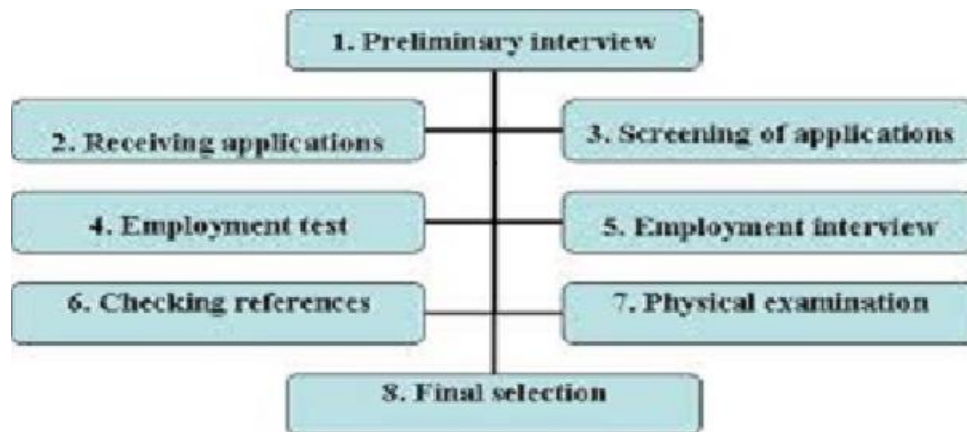 1. Preliminary interview
2. Receiving applications
3. Screening of applications
4. Employment test
5. Employment interview
6. Checking references
7. Physical examination
8. Final selection